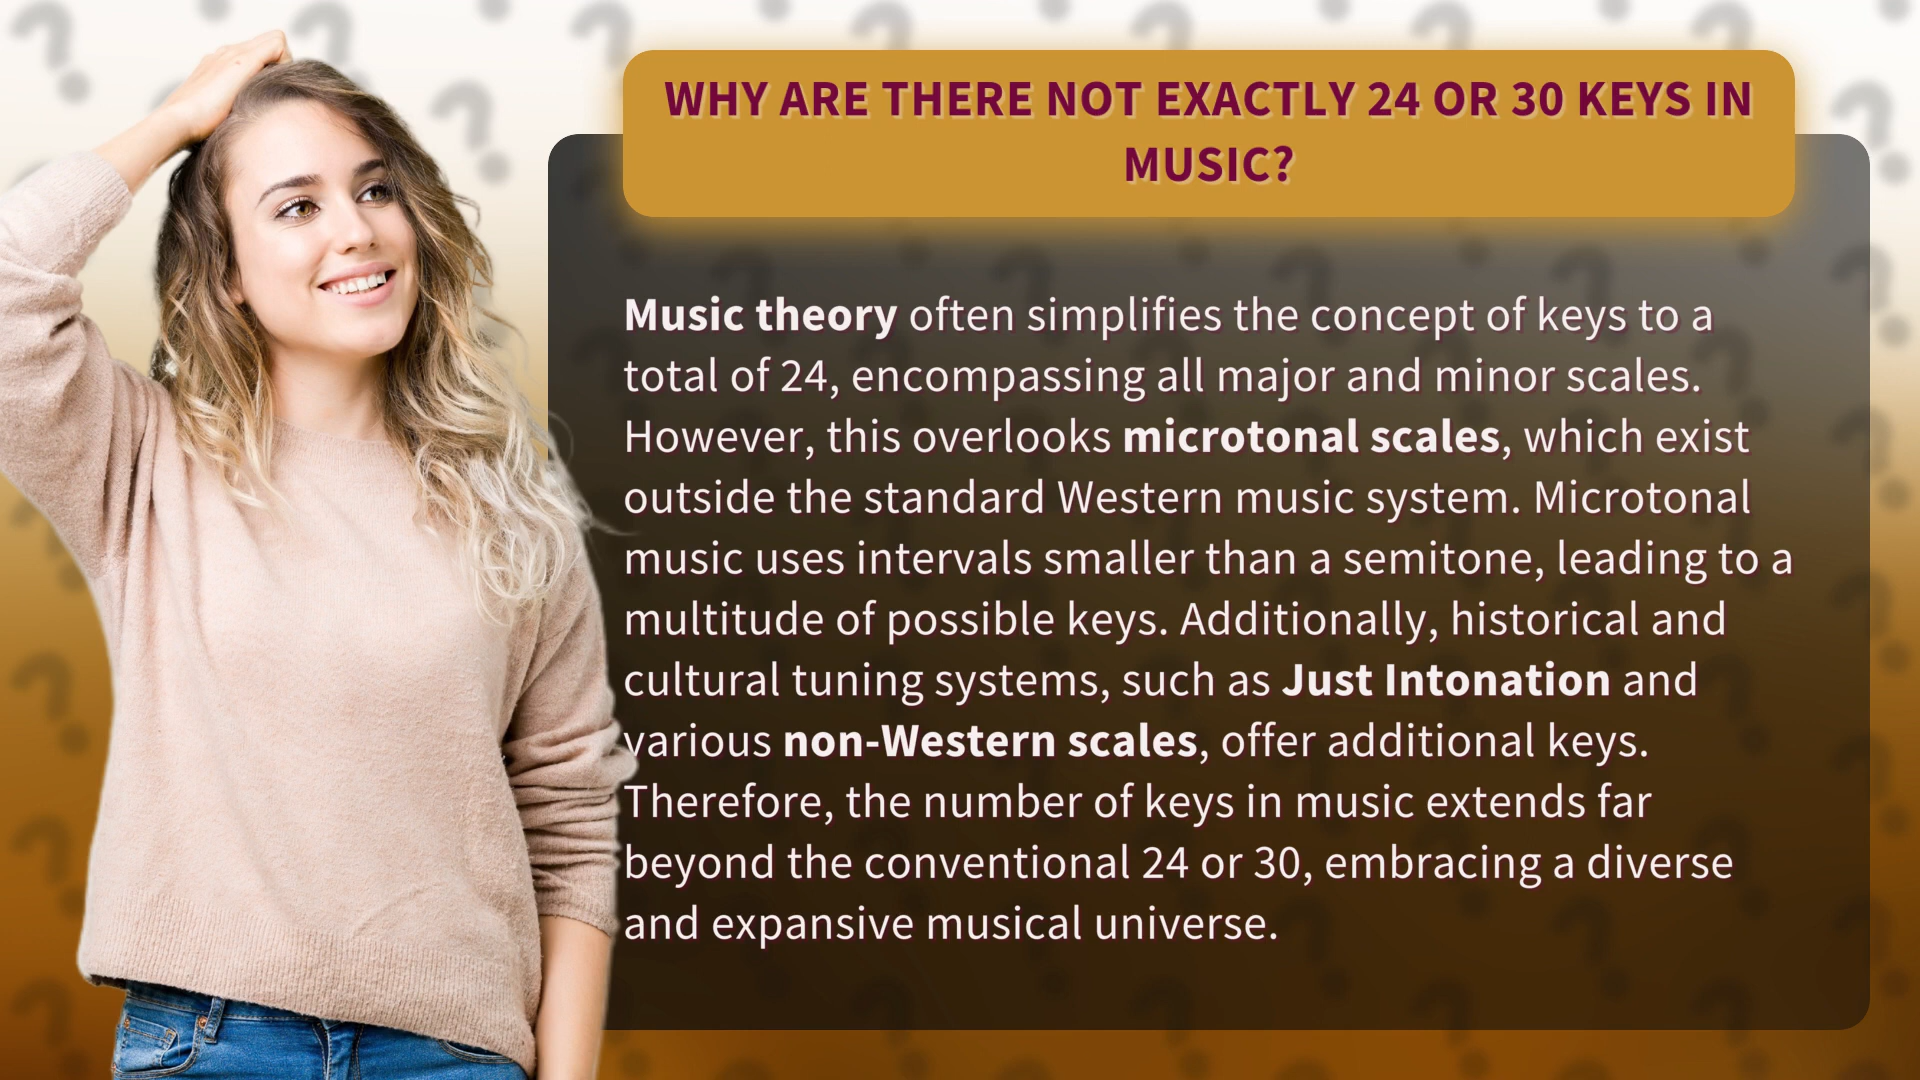 WHY ARE THERE NOT EXACTLY 24 OR 30 KEYS IN
MUSIC?
Music theory often simplifies the concept of keys to a
total of 24, encompassing all major and minor scales.
However, this overlooks microtonal scales, which exist
outside the standard Western music system. Microtonal
music uses intervals smaller than a semitone, leading to a
multitude of possible keys. Additionally, historical and
cultural tuning systems, such as Just Intonation and
various non-Western scales, offer additional keys.
Therefore, the number of keys in music extends far
beyond the conventional 24 or 30, embracing a diverse
and expansive musical universe.